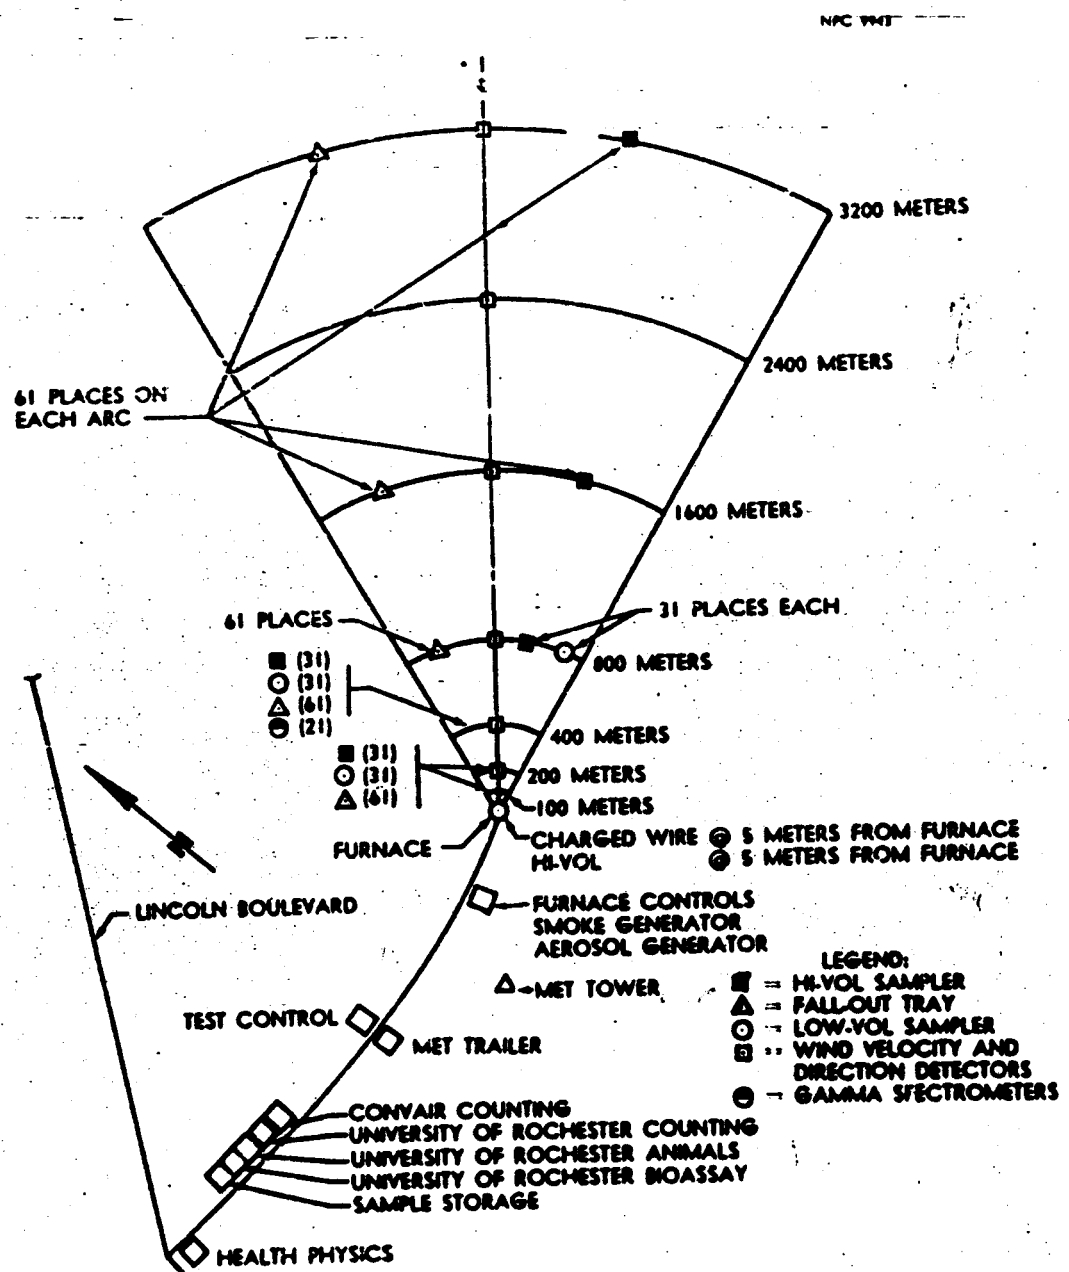 NPC 9943
3200 METERS
2400 METERS
61 PLACES ON
EACH ARC
1600 METERS
61 PLACES
31 PLACES EACH
800 METERS
(31)
(31)
(61)
(21)
400 METERS
(31)
(31)
(61)
200 METERS
100 METERS
FURNACE
CHARGED WIRE @ 5 METERS FROM FURNACE
HI-VOL @ 5 METERS FROM FURNACE
LINCOLN BOULEVARD
FURNACE CONTROLS
SMOKE GENERATOR
AEROSOL GENERATOR
MET TOWER
LEGEND:
= HI-VOL SAMPLER
= FALL-OUT TRAY
= LOW-VOL SAMPLER
= WIND VELOCITY AND
DIRECTION DETECTORS
= GAMMA SPECTROMETERS
TEST CONTROL
MET TRAILER
CONVAIR COUNTING
UNIVERSITY OF ROCHESTER COUNTING
UNIVERSITY OF ROCHESTER ANIMALS
UNIVERSITY OF ROCHESTER BIOASSAY
SAMPLE STORAGE
HEALTH PHYSICS